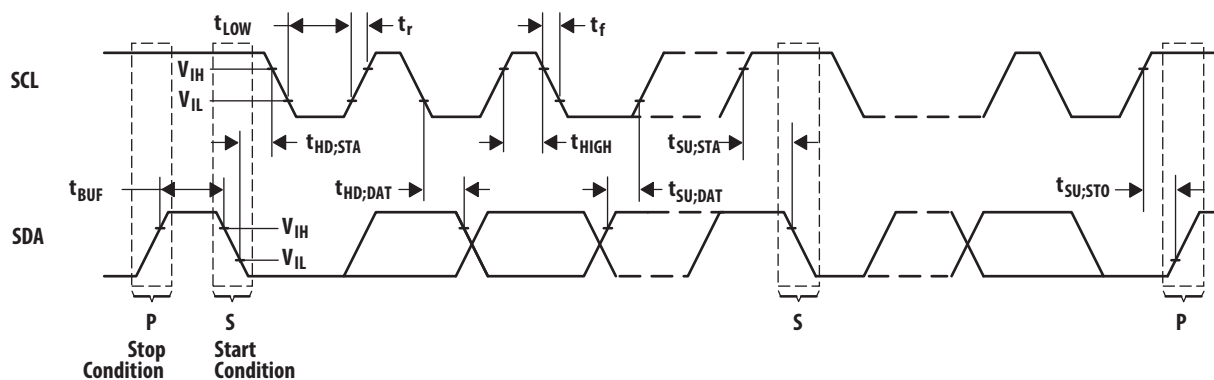 tLOW
tr
tf
SCL
VIH
VIL
tHD;STA
tHIGH
tSU;STA
tBUF
tHD;DAT
tSU;DAT
tSU;STO
SDA
VIH
VIL
P
S
S
P
Stop
Condition
Start
Condition